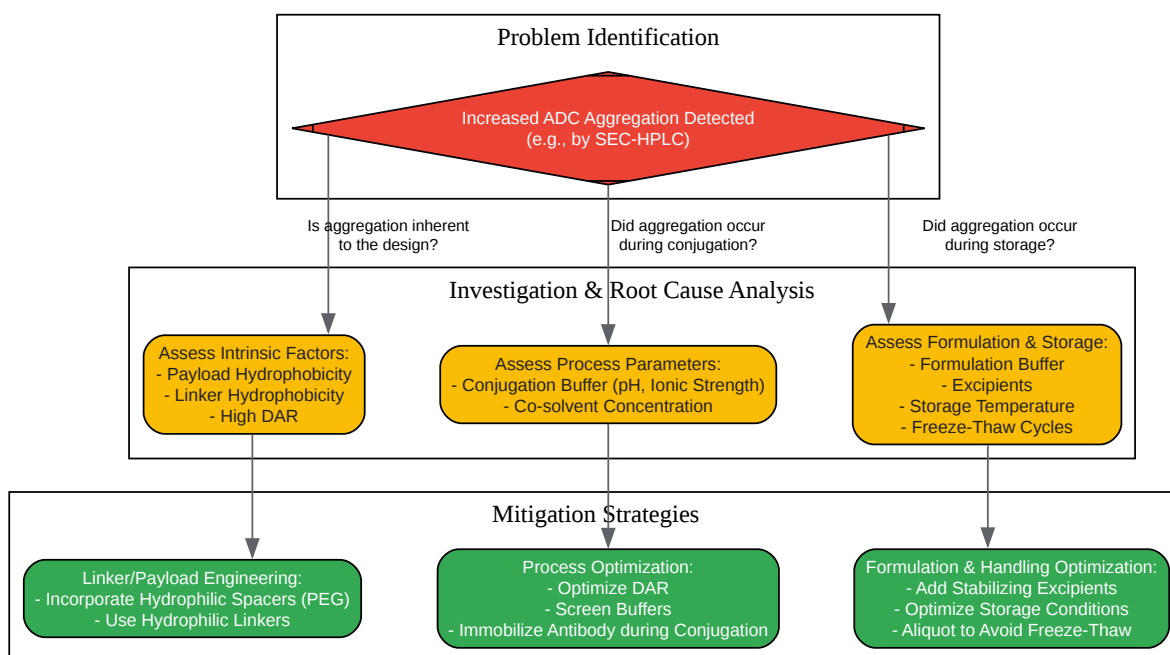 Problem Identification
Increased ADC Aggregation Detected
(e.g., by SEC-HPLC)
Is aggregation inherent
to the design?
Did aggregation occur
during conjugation?
Did aggregation occur
during storage?
Investigation & Root Cause Analysis
Assess Intrinsic Factors:
- Payload Hydrophobicity
- Linker Hydrophobicity
- High DAR
Assess Process Parameters:
- Conjugation Buffer (pH, Ionic Strength)
- Co-solvent Concentration
Assess Formulation & Storage:
- Formulation Buffer
- Excipients
- Storage Temperature
- Freeze-Thaw Cycles
Mitigation Strategies
Linker/Payload Engineering:
- Incorporate Hydrophilic Spacers (PEG)
- Use Hydrophilic Linkers
Process Optimization:
- Optimize DAR
- Screen Buffers
- Immobilize Antibody during Conjugation
Formulation & Handling Optimization:
- Add Stabilizing Excipients
- Optimize Storage Conditions
- Aliquot to Avoid Freeze-Thaw